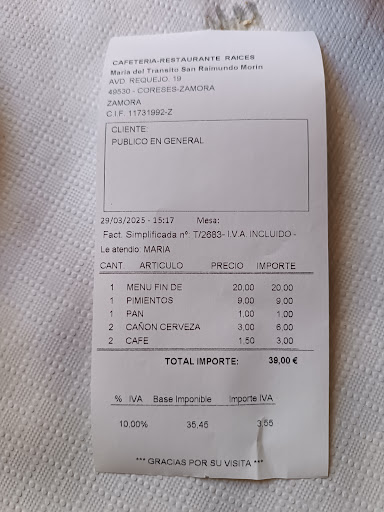 CAFETERIA-RESTAURANTE RAICES
Maria del Transito San Raimundo Morin
AVD. REQUEJO. 19
49530 - CORESES-ZAMORA
ZAMORA
C.I.F. 11731992-Z
CLIENTE:
PUBLICO EN GENERAL
29/03/2025 - 15:17 Mesa:
Fact. Simplificada nº: T/2683- I.V.A. INCLUIDO -
Le atendio: MARIA
CANT ARTICULO PRECIO IMPORTE
1 MENU FIN DE 20.00 20.00
1 PIMIENTOS 9.00 9.00
1 PAN 1.00 1.00
2 CAÑON CERVEZA 3.00 6.00
2 CAFE 1.50 3.00
TOTAL IMPORTE: 39,00 €
% IVA Base Imponible Importe IVA
10,00% 35,45 3,55
*** GRACIAS POR SU VISITA ***